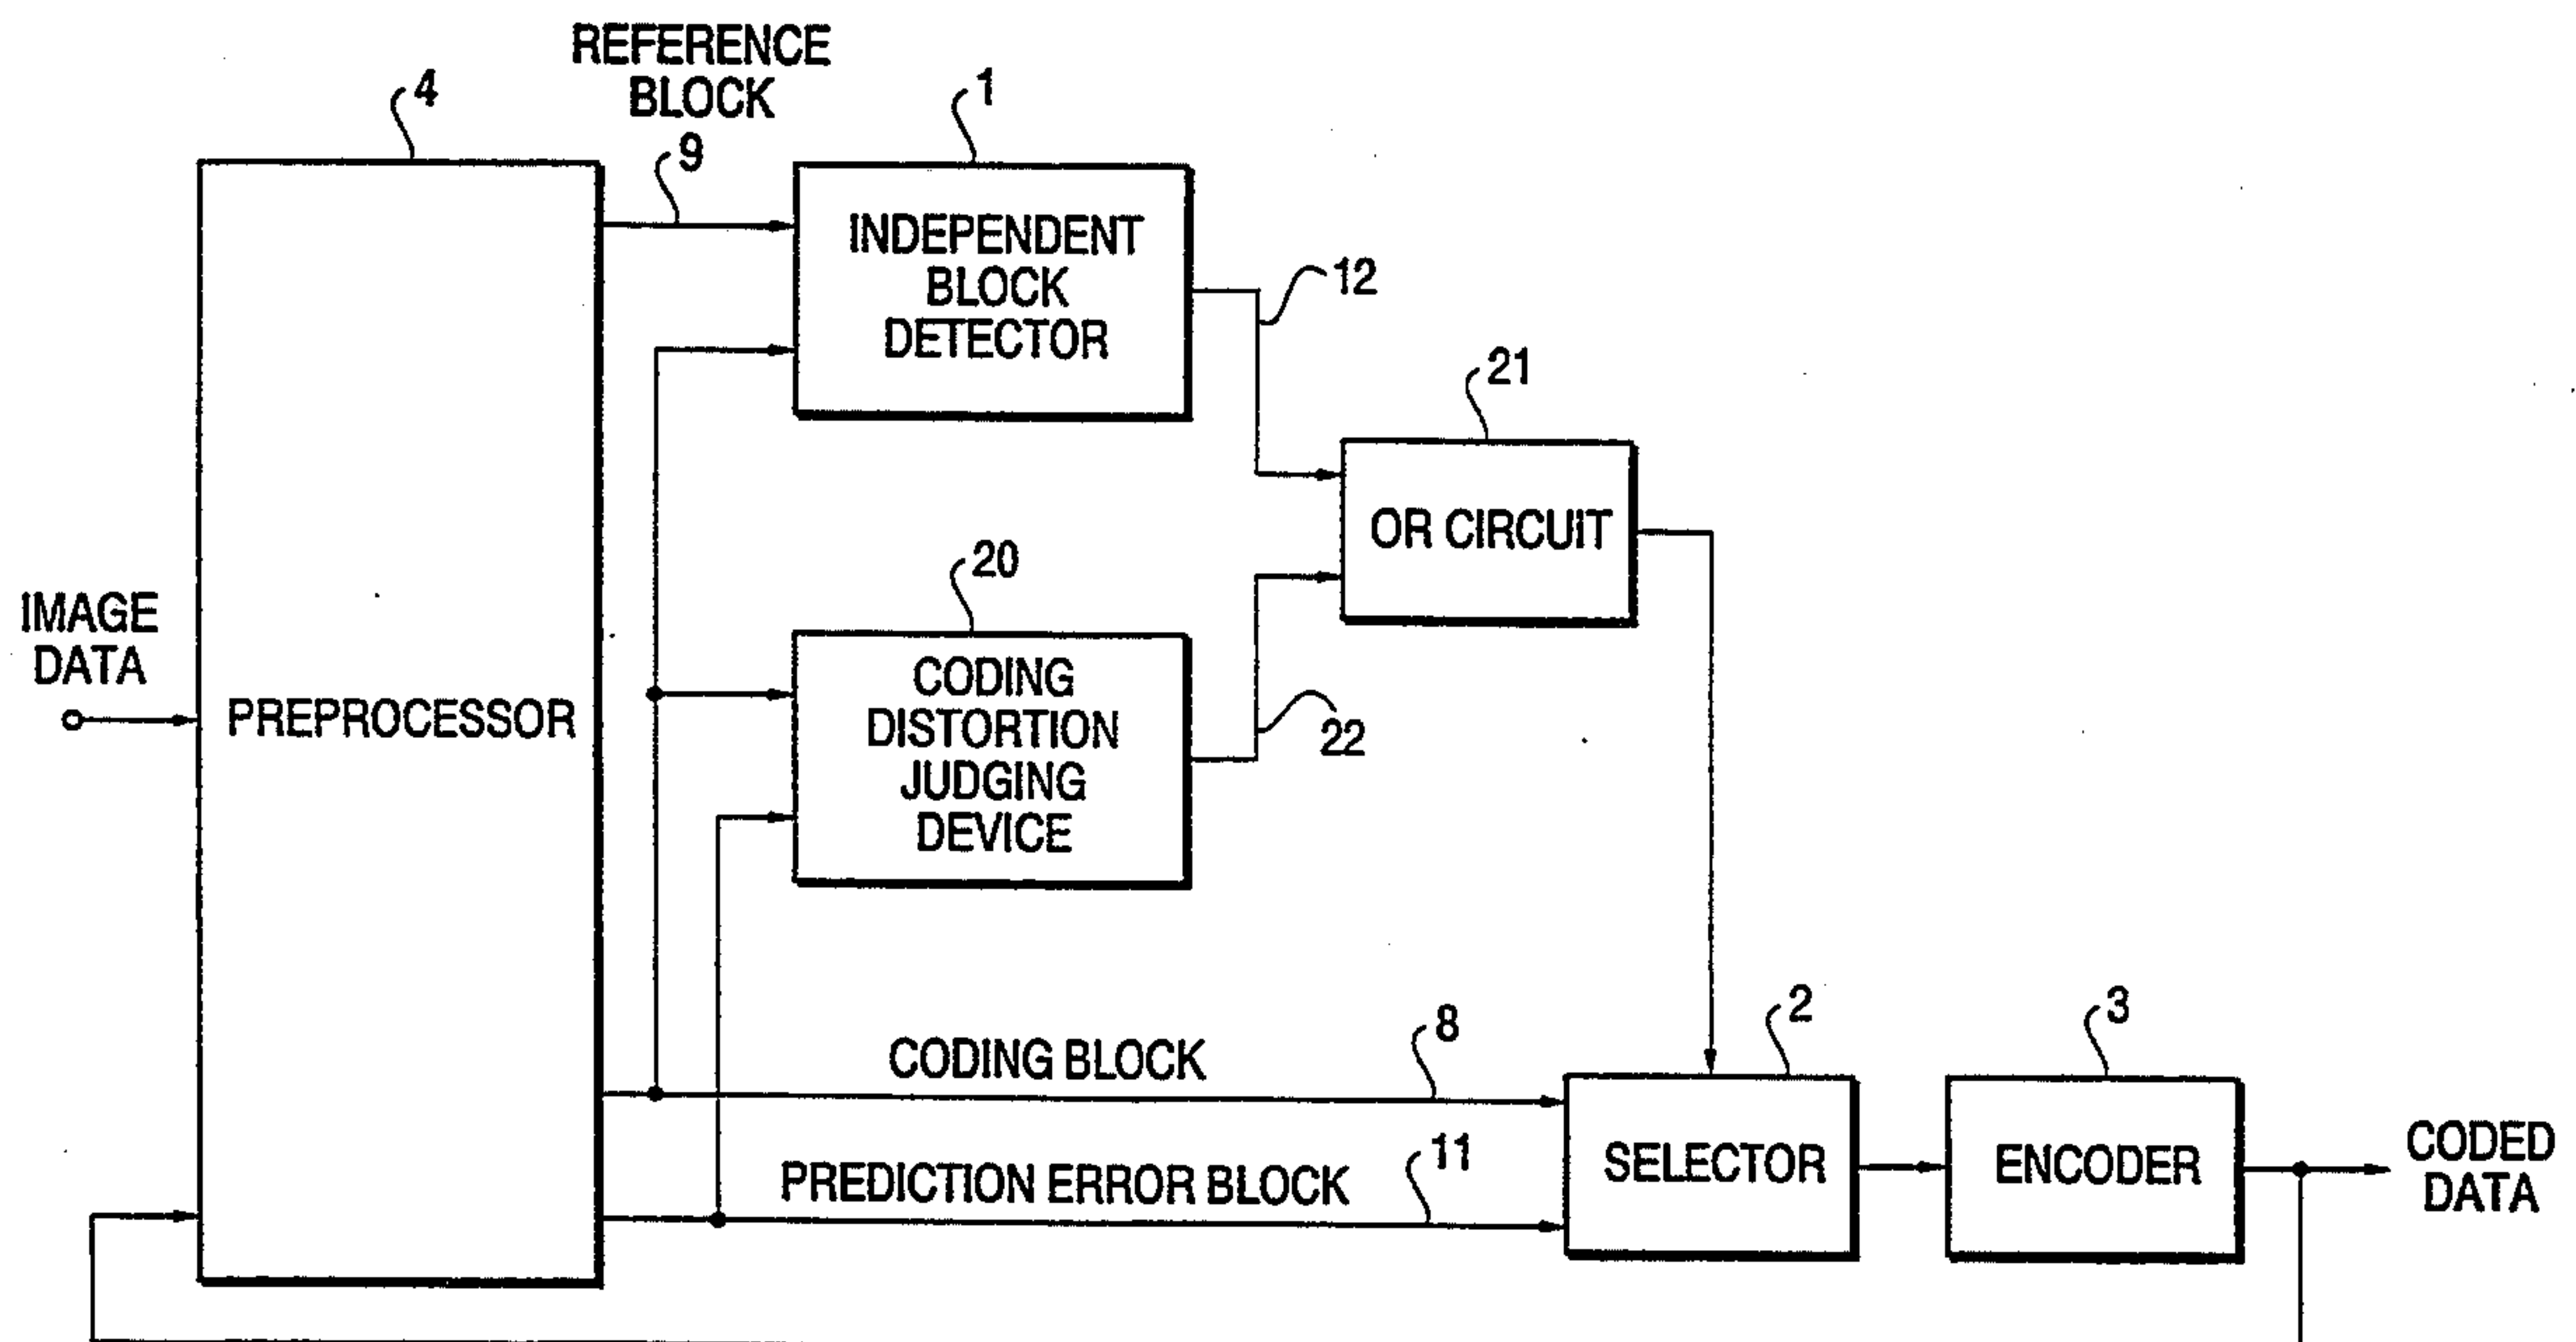 REFERENCE
BLOCK
4
9
1
INDEPENDENT
BLOCK
DETECTOR
12
21
OR CIRCUIT
20
IMAGE
DATA
PREPROCESSOR
CODING
DISTORTION
JUDGING
DEVICE
22
CODING BLOCK
8
2
3
PREDICTION ERROR BLOCK
11
SELECTOR
ENCODER
CODED
DATA